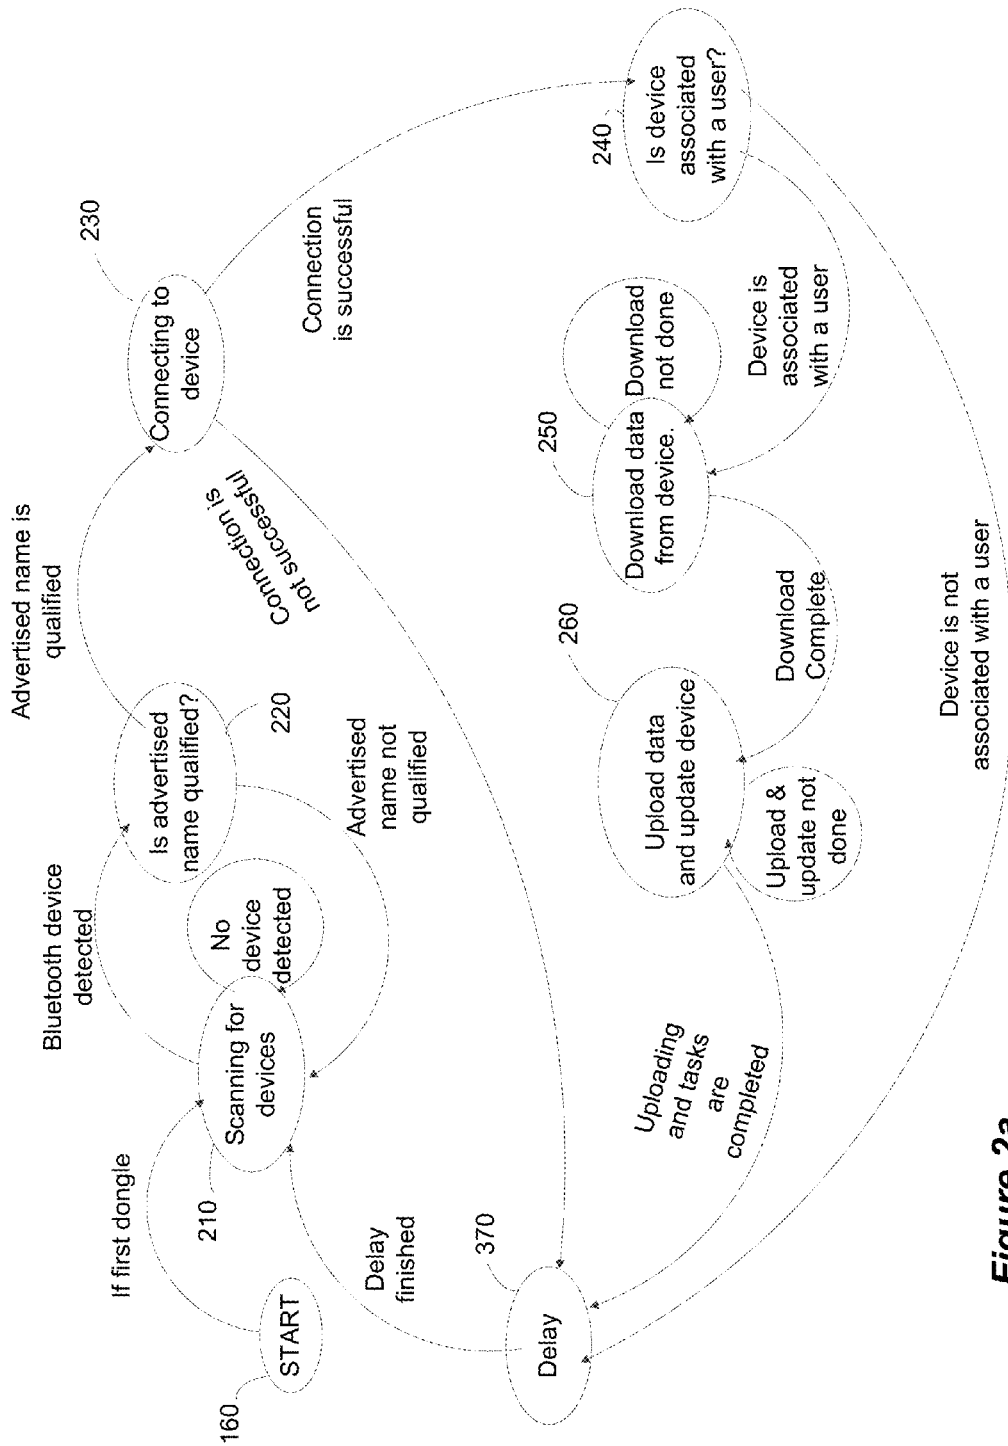 Advertised name is
qualified
Bluetooth device
detected
If first dongle
230
Connecting to
device
Is advertised
name qualified?
220
No
device
detected
Scanning for
devices
210
START
160
Advertised
name not
qualified
Connection is
not successful
Connection
is successful
Delay
finished
370
Delay
240
Is device
associated
with a user?
Device is
associated
with a user
250
Download data
from device.
Download
not done
Download
Complete
260
Upload data
and update device
Upload &
update not
done
Uploading
and tasks
are
completed
Device is not
associated with a user
Figure 2a